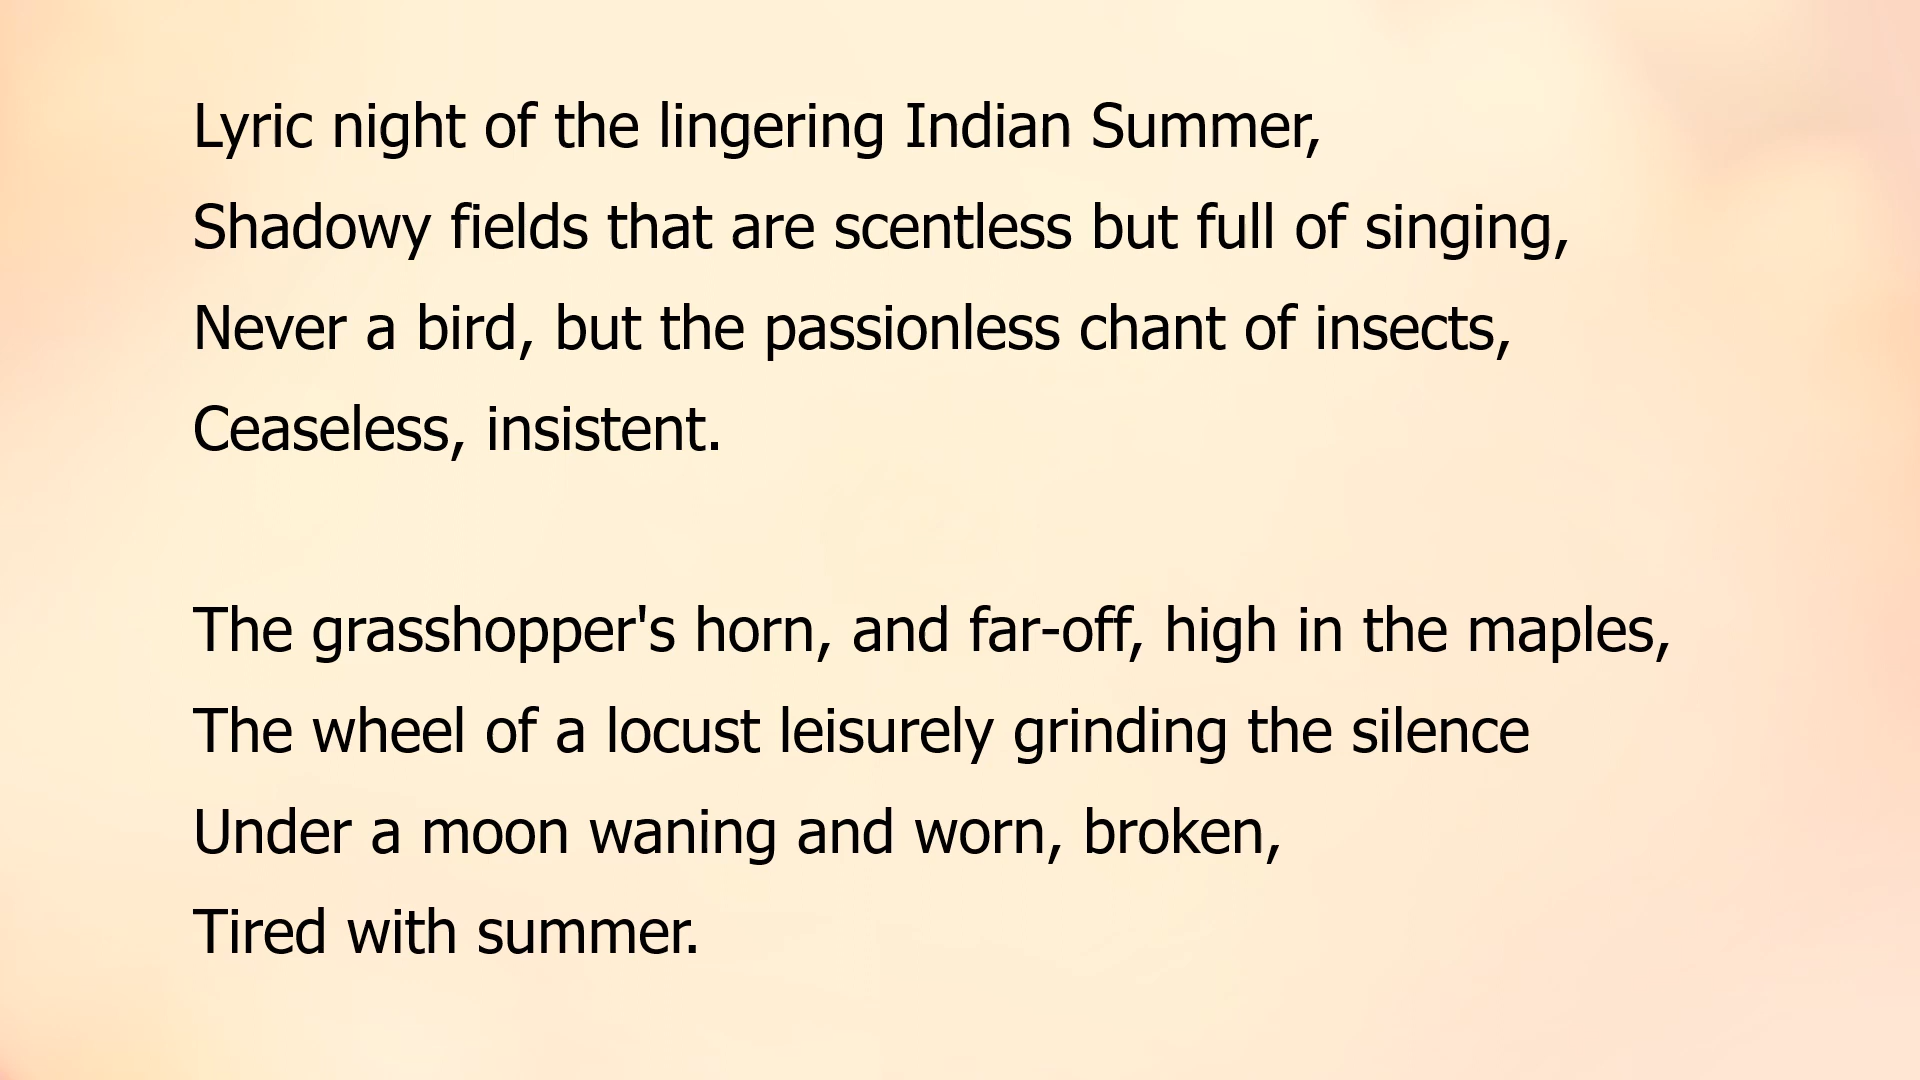 Lyric night of the lingering Indian Summer,
Shadowy fields that are scentless but full of singing,
Never a bird, but the passionless chant of insects,
Ceaseless, insistent.
The grasshopper's horn, and far-off, high in the maples,
The wheel of a locust leisurely grinding the silence
Under a moon waning and worn, broken,
Tired with summer.